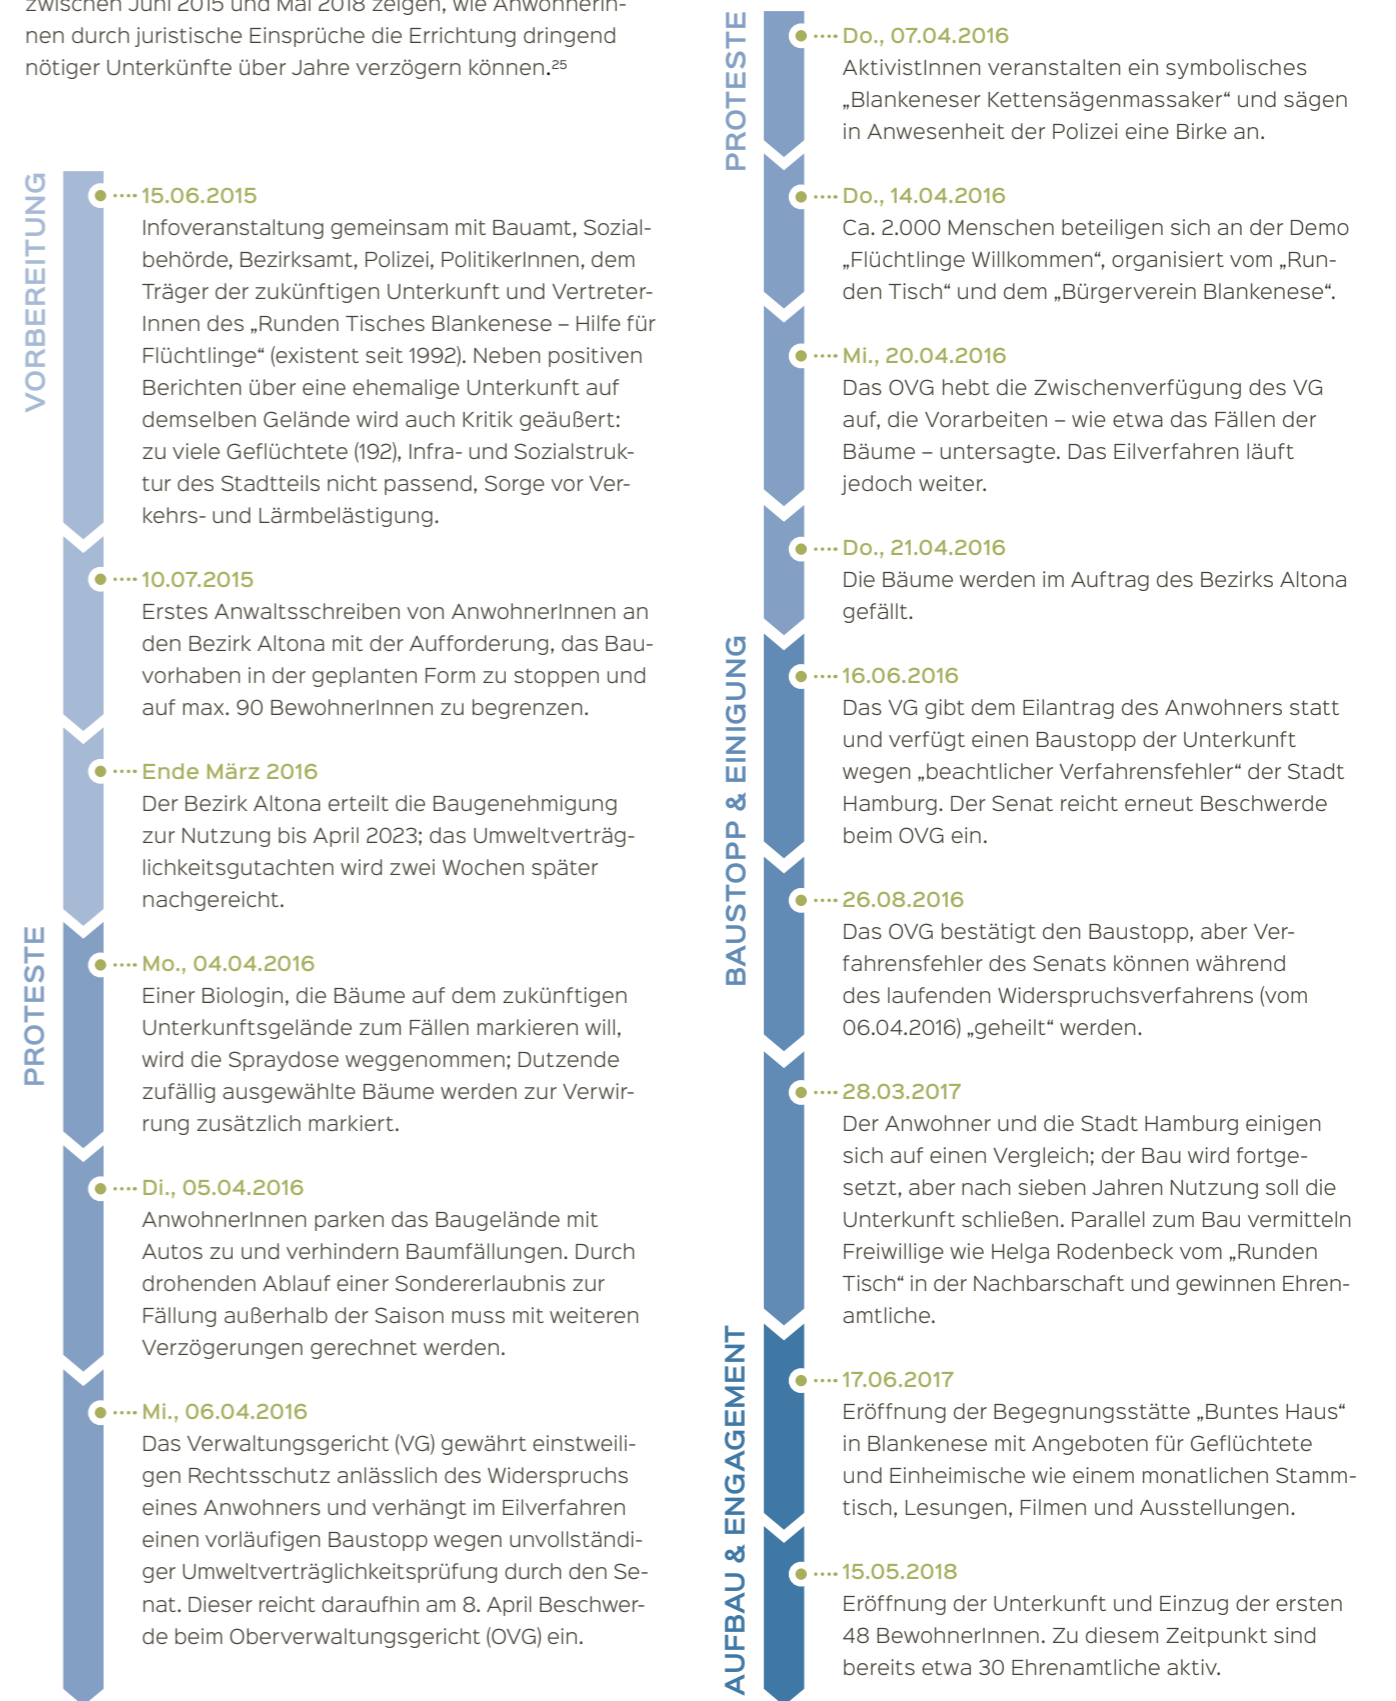 zwischen Juni 2015 und Mai 2018 zeigen, wie AnwohnerIn-
nen durch juristische Einsprüche die Errichtung dringend
nötiger Unterkünfte über Jahre verzögern können.²⁵
VORBEREITUNG
15.06.2015
Infoveranstaltung gemeinsam mit Bauamt, Sozial-
behörde, Bezirksamt, Polizei, PolitikerInnen, dem
Träger der zukünftigen Unterkunft und Vertreter-
Innen des „Runden Tisches Blankenese – Hilfe für
Flüchtlinge“ (existent seit 1992). Neben positiven
Berichten über eine ehemalige Unterkunft auf
demselben Gelände wird auch Kritik geäußert:
zu viele Geflüchtete (192), Infra- und Sozialstruk-
tur des Stadtteils nicht passend, Sorge vor Ver-
kehrs- und Lärmbelästigung.
10.07.2015
Erstes Anwaltsschreiben von AnwohnerInnen an
den Bezirk Altona mit der Aufforderung, das Bau-
vorhaben in der geplanten Form zu stoppen und
auf max. 90 BewohnerInnen zu begrenzen.
Ende März 2016
Der Bezirk Altona erteilt die Baugenehmigung
zur Nutzung bis April 2023; das Umweltverträg-
lichkeitsgutachten wird zwei Wochen später
nachgereicht.
PROTESTE
Mo., 04.04.2016
Einer Biologin, die Bäume auf dem zukünftigen
Unterkunftsgelände zum Fällen markieren will,
wird die Spraydose weggenommen; Dutzende
zufällig ausgewählte Bäume werden zur Verwir-
rung zusätzlich markiert.
Di., 05.04.2016
AnwohnerInnen parken das Baugelände mit
Autos zu und verhindern Baumfällungen. Durch
drohenden Ablauf einer Sondererlaubnis zur
Fällung außerhalb der Saison muss mit weiteren
Verzögerungen gerechnet werden.
Mi., 06.04.2016
Das Verwaltungsgericht (VG) gewährt einstweili-
gen Rechtsschutz anlässlich des Widerspruchs
eines Anwohners und verhängt im Eilverfahren
einen vorläufigen Baustopp wegen unvollständi-
ger Umweltverträglichkeitsprüfung durch den Se-
nat. Dieser reicht daraufhin am 8. April Beschwer-
de beim Oberverwaltungsgericht (OVG) ein.
PROTESTE
Do., 07.04.2016
AktivistInnen veranstalten ein symbolisches
„Blankeneser Kettensägenmassaker“ und sägen
in Anwesenheit der Polizei eine Birke an.
Do., 14.04.2016
Ca. 2.000 Menschen beteiligen sich an der Demo
„Flüchtlinge Willkommen“, organisiert vom „Run-
den Tisch“ und dem „Bürgerverein Blankenese“.
Mi., 20.04.2016
Das OVG hebt die Zwischenverfügung des VG
auf, die Vorarbeiten – wie etwa das Fällen der
Bäume – untersagte. Das Eilverfahren läuft
jedoch weiter.
Do., 21.04.2016
Die Bäume werden im Auftrag des Bezirks Altona
gefällt.
BAUSTOPP & EINIGUNG
16.06.2016
Das VG gibt dem Eilantrag des Anwohners statt
und verfügt einen Baustopp der Unterkunft
wegen „beachtlicher Verfahrensfehler“ der Stadt
Hamburg. Der Senat reicht erneut Beschwerde
beim OVG ein.
26.08.2016
Das OVG bestätigt den Baustopp, aber Ver-
fahrensfehler des Senats können während
des laufenden Widerspruchsverfahrens (vom
06.04.2016) „geheilt“ werden.
28.03.2017
Der Anwohner und die Stadt Hamburg einigen
sich auf einen Vergleich; der Bau wird fortge-
setzt, aber nach sieben Jahren Nutzung soll die
Unterkunft schließen. Parallel zum Bau vermitteln
Freiwillige wie Helga Rodenbeck vom „Runden
Tisch“ in der Nachbarschaft und gewinnen Ehren-
amtliche.
AUFBAU & ENGAGEMENT
17.06.2017
Eröffnung der Begegnungsstätte „Buntes Haus“
in Blankenese mit Angeboten für Geflüchtete
und Einheimische wie einem monatlichen Stamm-
tisch, Lesungen, Filmen und Ausstellungen.
15.05.2018
Eröffnung der Unterkunft und Einzug der ersten
48 BewohnerInnen. Zu diesem Zeitpunkt sind
bereits etwa 30 Ehrenamtliche aktiv.